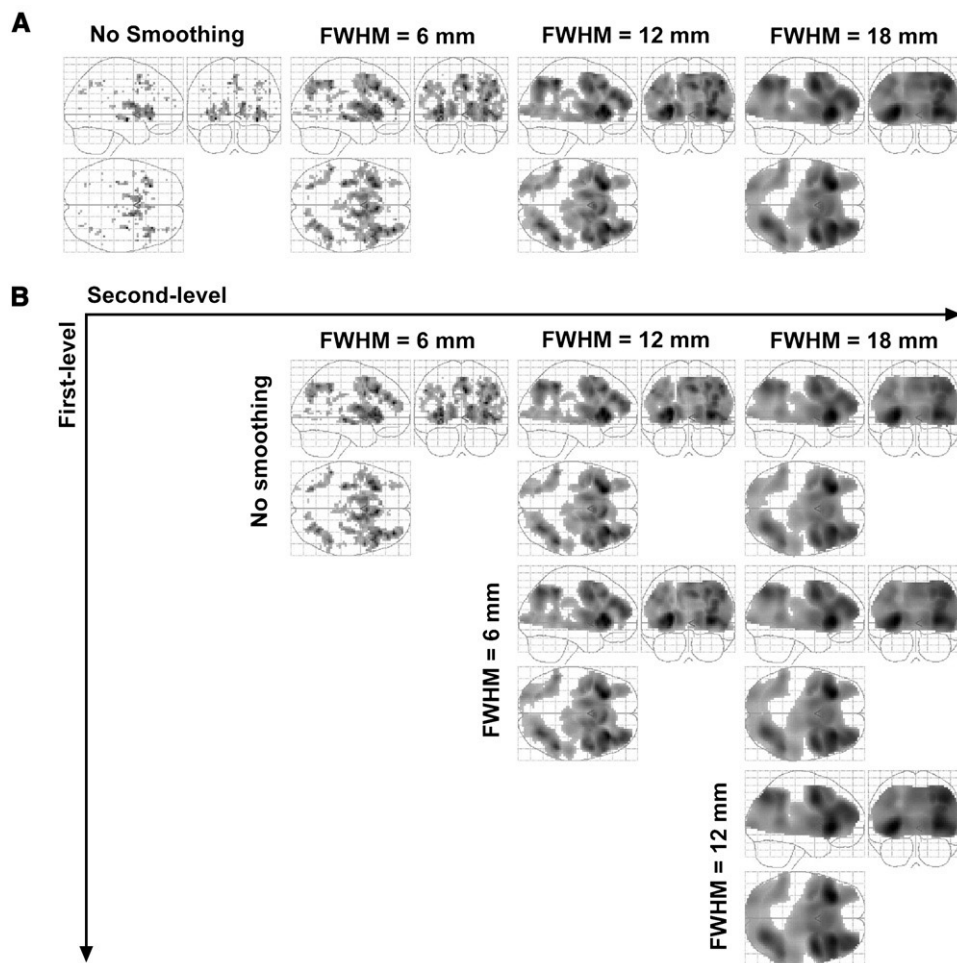 A
No Smoothing FWHM = 6 mm FWHM = 12 mm FWHM = 18 mm
B
Second-level
First-level
FWHM = 6 mm FWHM = 12 mm FWHM = 18 mm
No smoothing
FWHM = 6 mm
FWHM = 12 mm